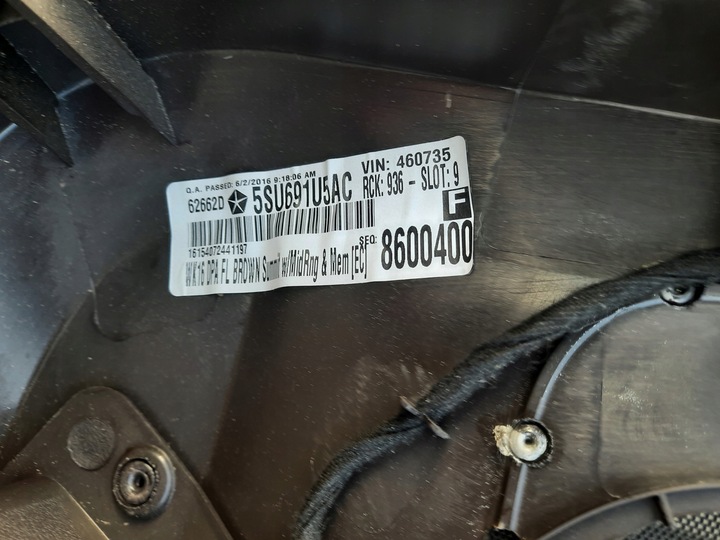 Q.A. PASSED: 6/2/2016 9:18:06 AM VIN: 460735
62662D 5SU691U5AC RCK: 936 - SLOT: 9
F
16154072441197 SEQ: 8600400
WK16 DPA FL BROWN Summit w/MidRng & Mem [EC]